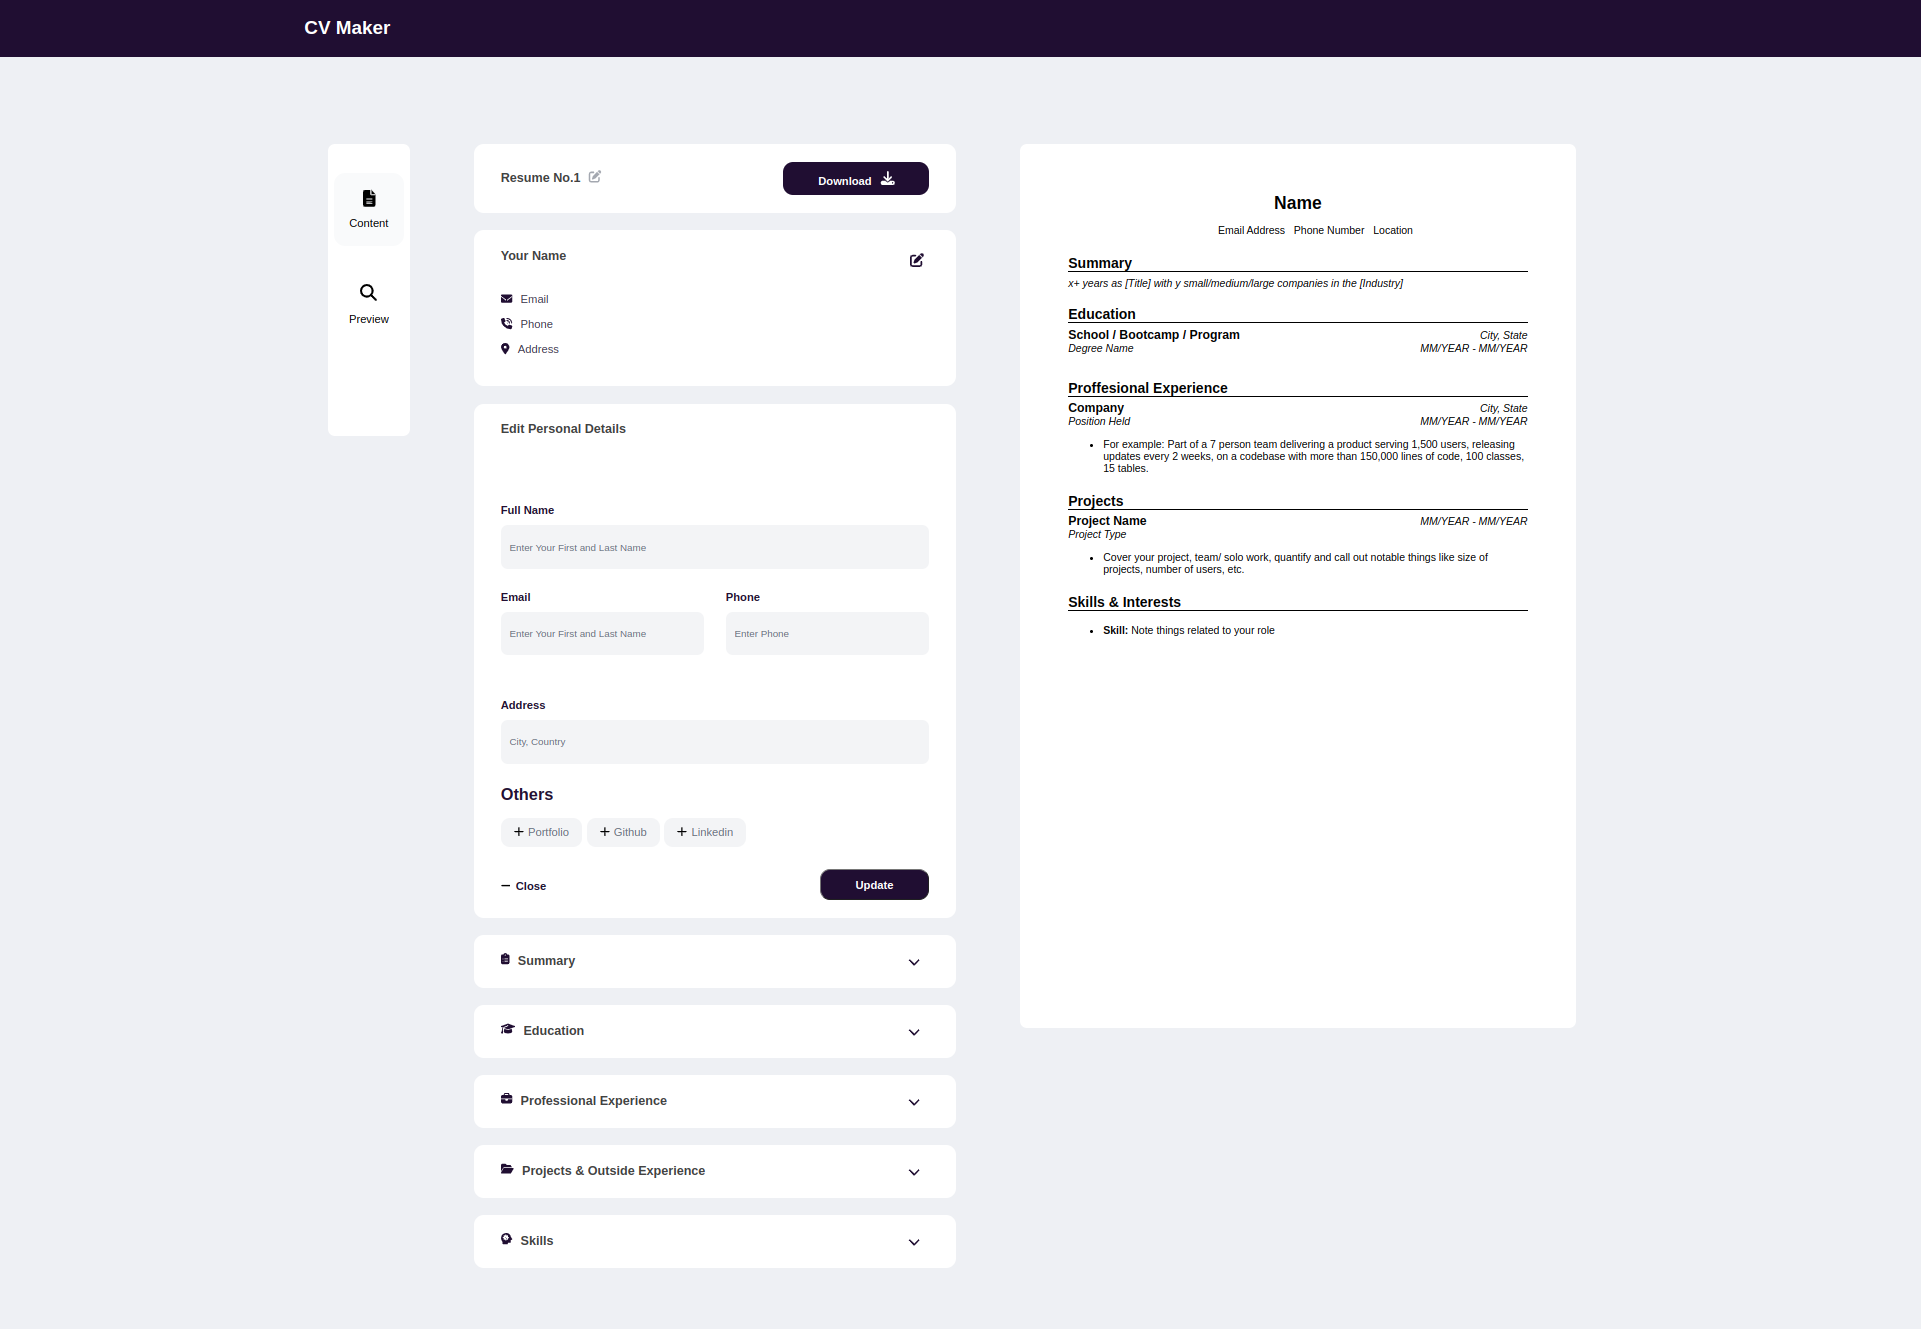 CV Maker
Content
Preview
Resume No.1
Download
Your Name
Email
Phone
Address
Edit Personal Details
Full Name
Enter Your First and Last Name
Email
Phone
Enter Your First and Last Name
Enter Phone
Address
City, Country
Others
Portfolio
Github
Linkedin
Close
Update
Summary
Education
Professional Experience
Projects & Outside Experience
Skills
Name
Email Address Phone Number Location
Summary
x+ years as [Title] with y small/medium/large companies in the [Industry]
Education
School / Bootcamp / Program City, State
Degree Name MM/YEAR - MM/YEAR
Proffesional Experience
Company City, State
Position Held MM/YEAR - MM/YEAR
• For example: Part of a 7 person team delivering a product serving 1,500 users, releasing
updates every 2 weeks, on a codebase with more than 150,000 lines of code, 100 classes,
15 tables.
Projects
Project Name MM/YEAR - MM/YEAR
Project Type
• Cover your project, team/ solo work, quantify and call out notable things like size of
projects, number of users, etc.
Skills & Interests
• Skill: Note things related to your role